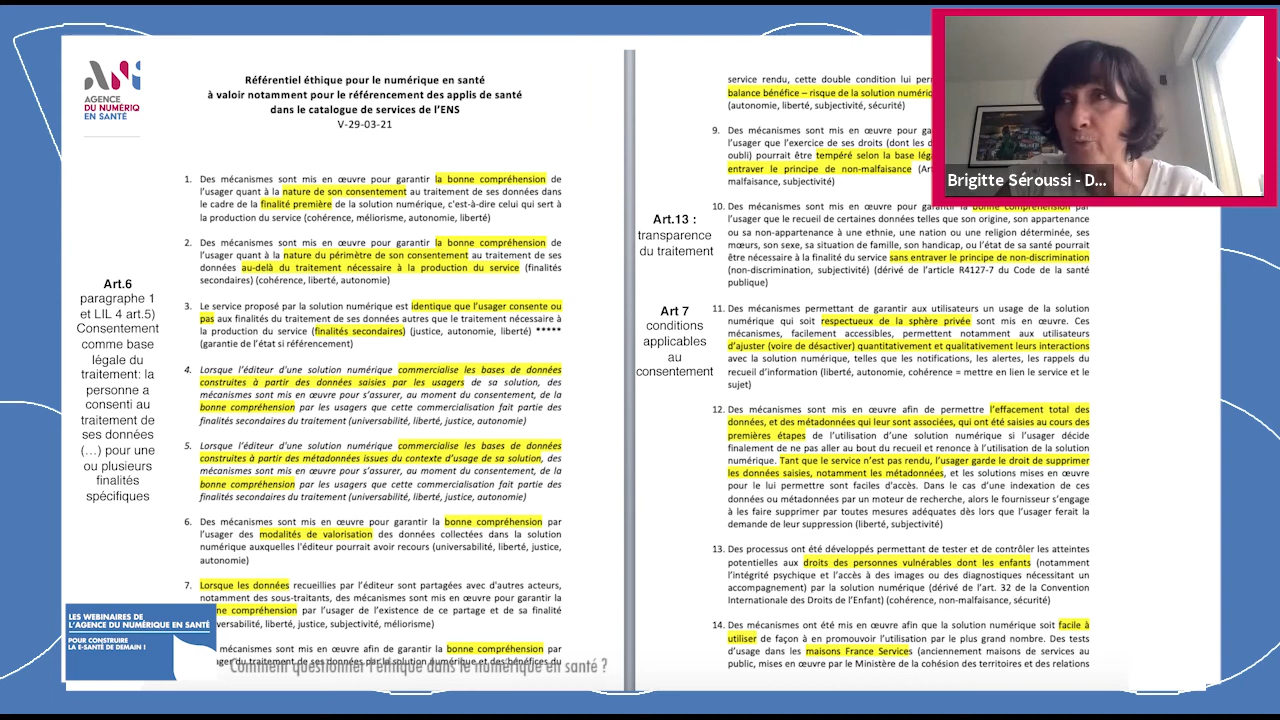 AGENCE
DU NUMÉRIQ
EN SANTÉ
Référentiel éthique pour le numérique en santé
à valoir notamment pour le référencement des applis de santé
dans le catalogue de services de l'ENS
V-29-03-21
Art.6
paragraphe 1
et LIL 4 art.5)
Consentement
comme base
légale du
traitement: la
personne a
consenti au
traitement de
ses données
(…) pour une
ou plusieurs
finalités
spécifiques
1. Des mécanismes sont mis en œuvre pour garantir la bonne compréhension de
l'usager quant à la nature de son consentement au traitement de ses données dans
le cadre de la finalité première de la solution numérique, c'est-à-dire celui qui sert à
la production du service (cohérence, méliorisme, autonomie, liberté)
2. Des mécanismes sont mis en œuvre pour garantir la bonne compréhension de
l'usager quant à la nature du périmètre de son consentement au traitement de ses
données au-delà du traitement nécessaire à la production du service (finalités
secondaires) (cohérence, liberté, autonomie)
3. Le service proposé par la solution numérique est identique que l'usager consente ou
pas aux finalités du traitement de ses données autres que le traitement nécessaire à
la production du service (finalités secondaires) (justice, autonomie, liberté) *****
(garantie de l'état si référencement)
4. Lorsque l'éditeur d'une solution numérique commercialise les bases de données
construites à partir des données saisies par les usagers de sa solution, des
mécanismes sont mis en œuvre pour s'assurer, au moment du consentement, de la
bonne compréhension par les usagers que cette commercialisation fait partie des
finalités secondaires du traitement (universabilité, liberté, justice, autonomie)
5. Lorsque l'éditeur d'une solution numérique commercialise les bases de données
construites à partir des métadonnées issues du contexte d'usage de sa solution, des
mécanismes sont mis en œuvre pour s'assurer, au moment du consentement, de la
bonne compréhension par les usagers que cette commercialisation fait partie des
finalités secondaires du traitement (universabilité, liberté, justice, autonomie)
6. Des mécanismes sont mis en œuvre pour garantir la bonne compréhension par
l'usager des modalités de valorisation des données collectées dans la solution
numérique auxquelles l'éditeur pourrait avoir recours (universabilité, liberté, justice,
autonomie)
7. Lorsque les données recueillies par l'éditeur sont partagées avec d'autres acteurs,
notamment des sous-traitants, des mécanismes sont mis en œuvre pour garantir la
ne compréhension par l'usager de l'existence de ce partage et de sa finalité
versabilité, liberté, justice, subjectivité, méliorisme)
mécanismes sont mis en œuvre afin de garantir la bonne compréhension par
ger du traitement de ses données par la solution numérique et des bénéfices du
LES WEBINAIRES DE
L'AGENCE DU NUMÉRIQUE EN SANTÉ
POUR CONSTRUIRE
LA E-SANTÉ DE DEMAIN !
Comment questionner l'éthique dans le numérique en santé ?
Art.13 :
transparence
du traitement
Art 7
conditions
applicables
au
consentement
service rendu, cette double condition lui per
balance bénéfice – risque de la solution numériq
(autonomie, liberté, subjectivité, sécurité)
9. Des mécanismes sont mis en œuvre pour ga
l'usager que l'exercice de ses droits (dont les d
oubli) pourrait être tempéré selon la base léga
entraver le principe de non-malfaisance (Ar
malfaisance, subjectivité)
10. Des mécanismes sont mis en œuvre pour garantir la bonne compréhension par
l'usager que le recueil de certaines données telles que son origine, son appartenance
ou sa non-appartenance à une ethnie, une nation ou une religion déterminée, ses
mœurs, son sexe, sa situation de famille, son handicap, ou l'état de sa santé pourrait
être nécessaire à la finalité du service sans entraver le principe de non-discrimination
(non-discrimination, subjectivité) (dérivé de l'article R4127-7 du Code de la santé
publique)
11. Des mécanismes permettant de garantir aux utilisateurs un usage de la solution
numérique qui soit respectueux de la sphère privée sont mis en œuvre. Ces
mécanismes, facilement accessibles, permettent notamment aux utilisateurs
d'ajuster (voire de désactiver) quantitativement et qualitativement leurs interactions
avec la solution numérique, telles que les notifications, les alertes, les rappels du
recueil d'information (liberté, autonomie, cohérence = mettre en lien le service et le
sujet)
12. Des mécanismes sont mis en œuvre afin de permettre l'effacement total des
données, et des métadonnées qui leur sont associées, qui ont été saisies au cours des
premières étapes de l'utilisation d'une solution numérique si l'usager décide
finalement de ne pas aller au bout du recueil et renonce à l'utilisation de la solution
numérique. Tant que le service n'est pas rendu, l'usager garde le droit de supprimer
les données saisies, notamment les métadonnées, et les solutions mises en œuvre
pour le lui permettre sont faciles d'accès. Dans le cas d'une indexation de ces
données ou métadonnées par un moteur de recherche, alors le fournisseur s'engage
à les faire supprimer par toutes mesures adéquates dès lors que l'usager ferait la
demande de leur suppression (liberté, subjectivité)
13. Des processus ont été développés permettant de tester et de contrôler les atteintes
potentielles aux droits des personnes vulnérables dont les enfants (notamment
l'intégrité psychique et l'accès à des images ou des diagnostiques nécessitant un
accompagnement) par la solution numérique (dérivé de l'art. 32 de la Convention
Internationale des Droits de l'Enfant) (cohérence, non-malfaisance, sécurité)
14. Des mécanismes ont été mis en œuvre afin que la solution numérique soit facile à
utiliser de façon à en promouvoir l'utilisation par le plus grand nombre. Des tests
d'usage dans les maisons France Services (anciennement maisons de services au
public, mises en œuvre par le Ministère de la cohésion des territoires et des relations
Brigitte Séroussi - D...